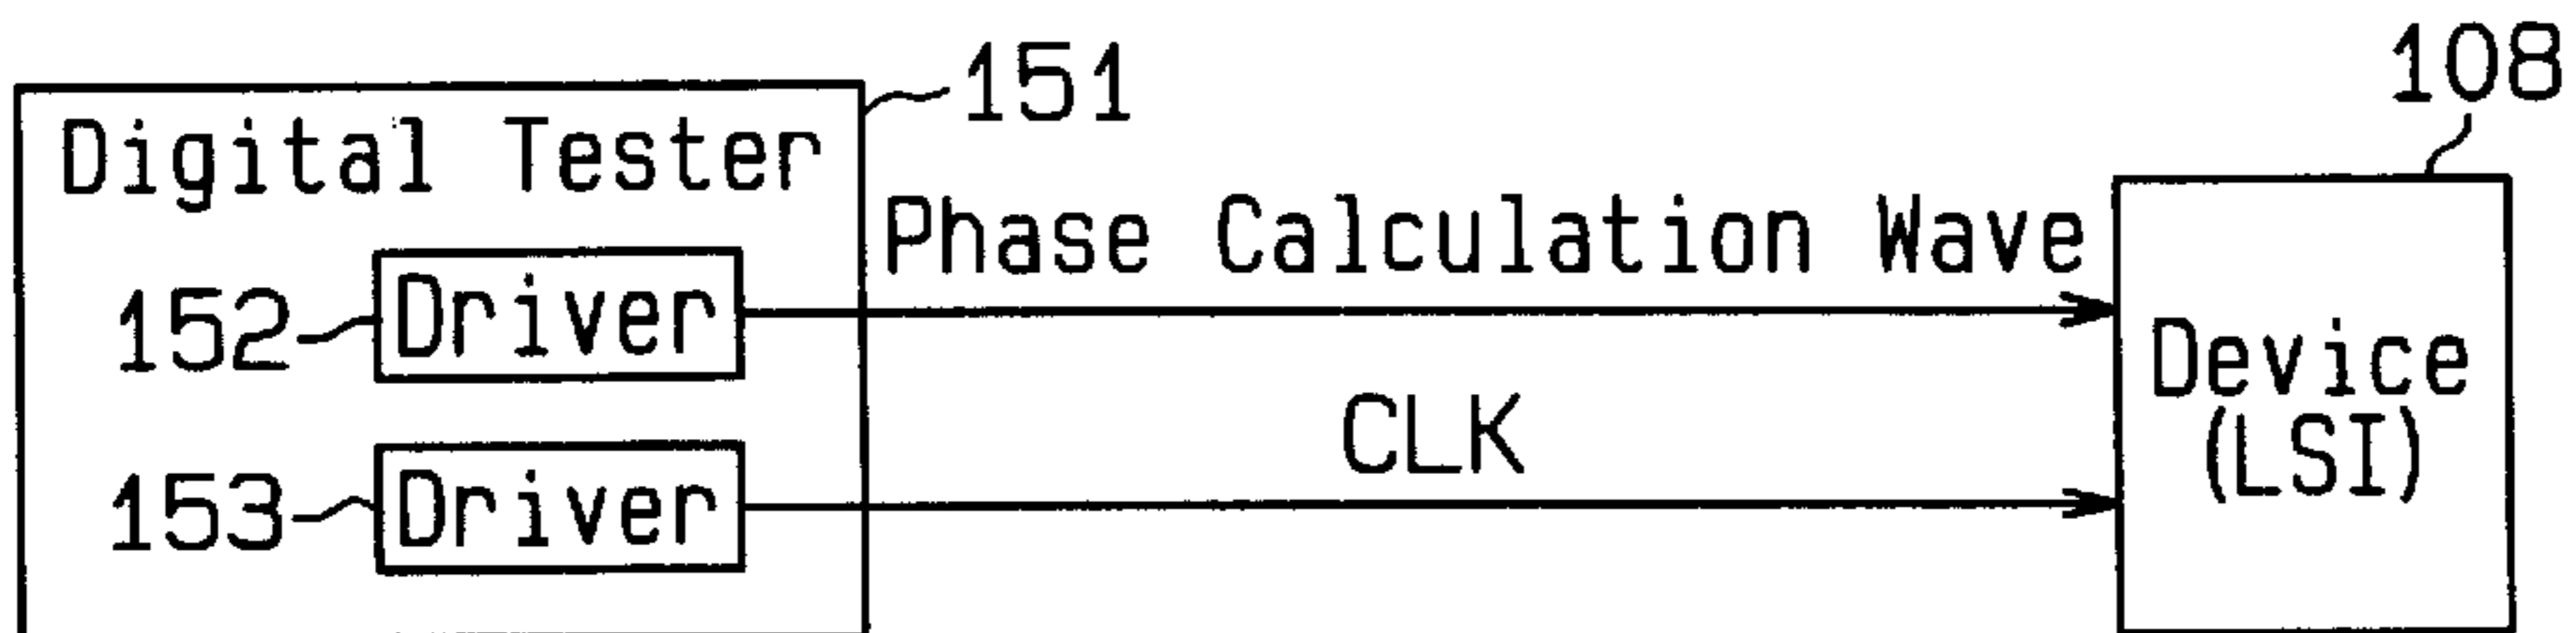 151
108
Digital Tester
Phase Calculation Wave
152
Driver
Device
(LSI)
CLK
153
Driver